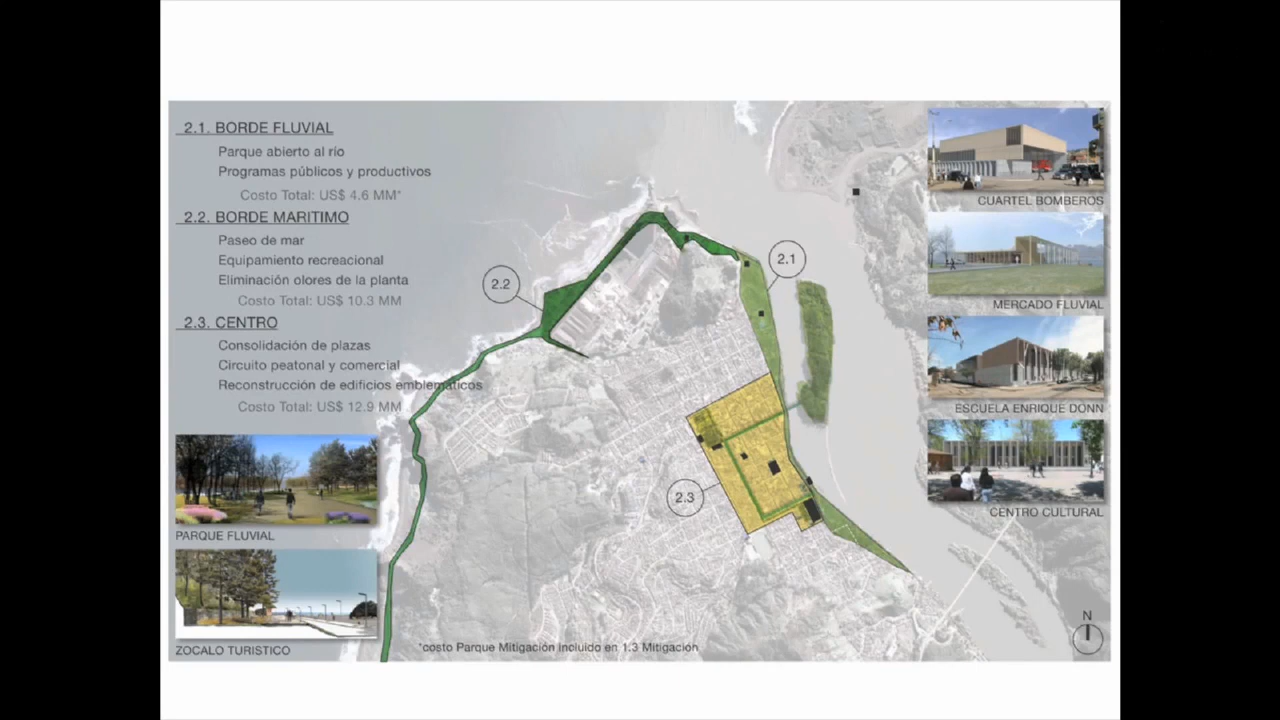 2.1. BORDE FLUVIAL
Parque abierto al río
Programas públicos y productivos
Costo Total: US$ 4.6 MM*
2.2. BORDE MARITIMO
Paseo de mar
Equipamiento recreacional
Eliminación olores de la planta
Costo Total: US$ 10.3 MM
2.3. CENTRO
Consolidación de plazas
Circuito peatonal y comercial
Reconstrucción de edificios emblematicos
Costo Total: US$ 12.9 MM
PARQUE FLUVIAL
ZOCALO TURISTICO
2.2
2.1
2.3
*costo Parque Mitigación incluido en 1.3 Mitigación
CUARTEL BOMBEROS
MERCADO FLUVIAL
ESCUELA ENRIQUE DONN
CENTRO CULTURAL
N